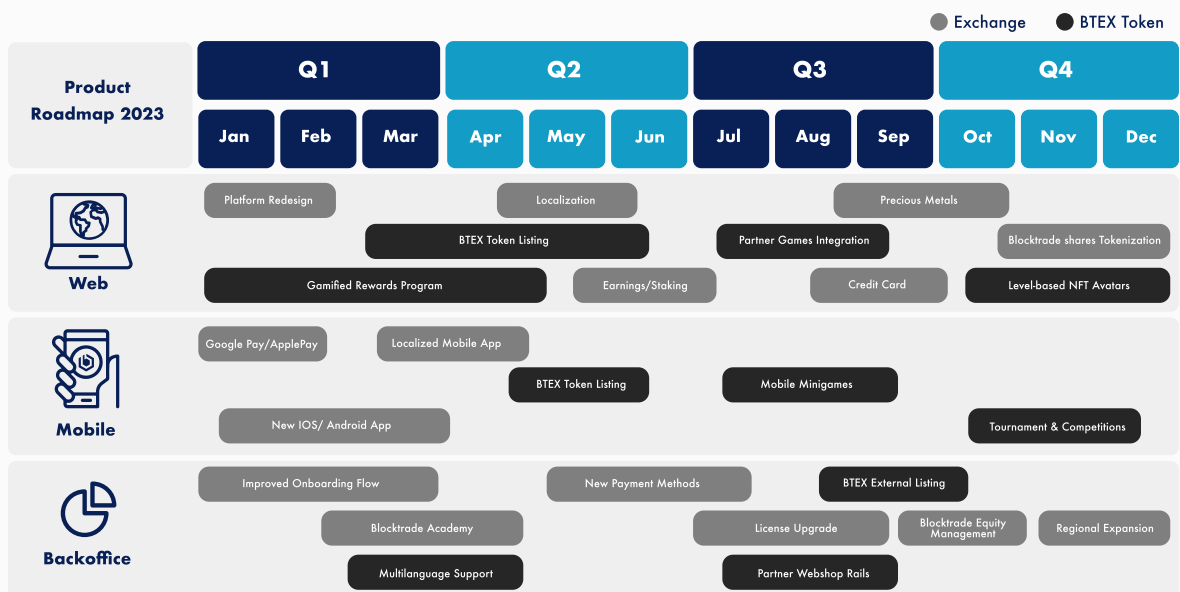 Exchange
BTEX Token
Product
Roadmap 2023
Q1
Q2
Q3
Q4
Jan
Feb
Mar
Apr
May
Jun
Jul
Aug
Sep
Oct
Nov
Dec
Platform Redesign
Localization
Precious Metals
BTEX Token Listing
Partner Games Integration
Blocktrade shares Tokenization
Web
Gamified Rewards Program
Earnings/Staking
Credit Card
Level-based NFT Avatars
Google Pay/ApplePay
Localized Mobile App
BTEX Token Listing
Mobile Minigames
Mobile
New IOS/ Android App
Tournament & Competitions
Improved Onboarding Flow
New Payment Methods
BTEX External Listing
Blocktrade Academy
License Upgrade
Blocktrade Equity
Management
Regional Expansion
Backoffice
Multilanguage Support
Partner Webshop Rails